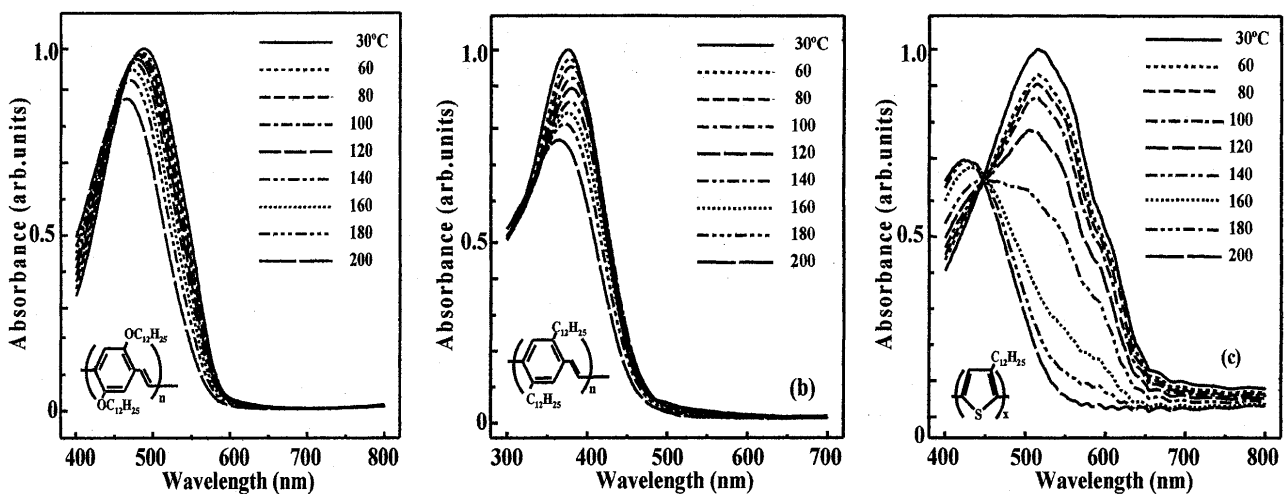 Absorbance (arb.units)
1.0
0.5
0
30ºC
60
80
100
120
140
160
180
200
OC₁₂H₂₅
OC₁₂H₂₅
n
400 500 600 700 800
Wavelength (nm)
Absorbance (arb.units)
1.0
0.5
0
30ºC
60
80
100
120
140
160
180
200
C₁₂H₂₅
C₁₂H₂₅
n
(b)
300 400 500 600 700
Wavelength (nm)
Absorbance (arb.units)
1.0
0.5
0
30ºC
60
80
100
120
140
160
180
200
C₁₂H₂₅
S
x
(c)
400 500 600 700 800
Wavelength (nm)